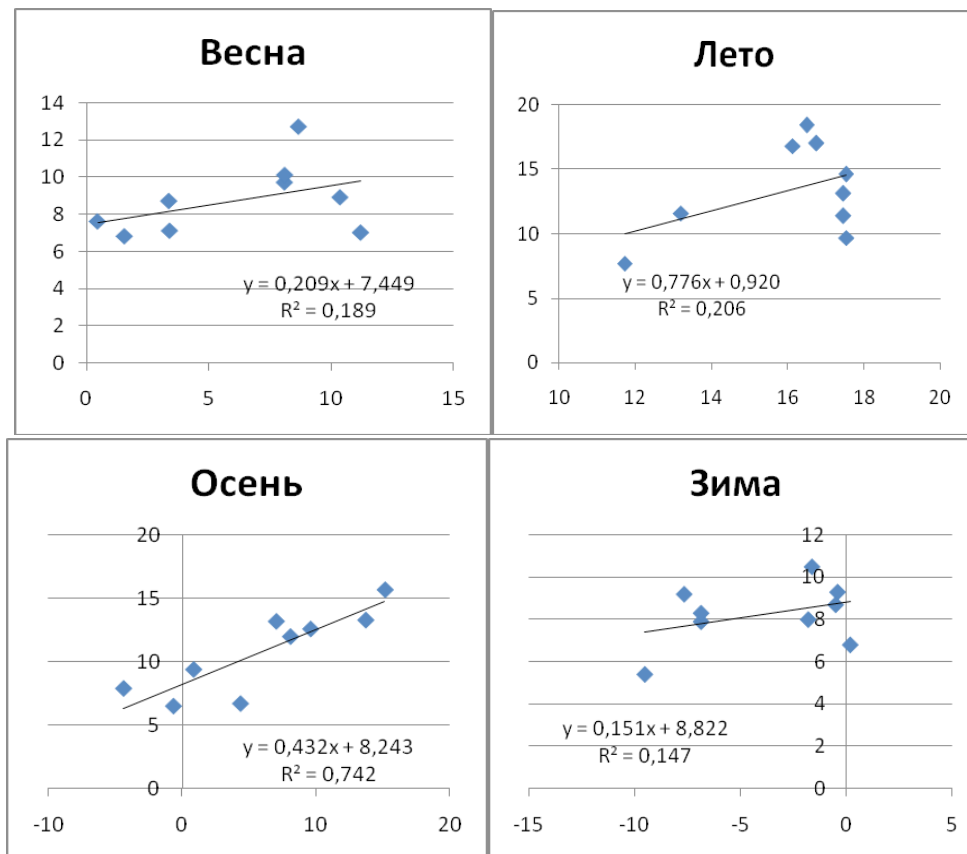 Весна
14
12
10
8
6
4
2
0
y = 0,209x + 7,449
R² = 0,189
0 5 10 15
Лето
20
15
10
5
0
y = 0,776x + 0,920
R² = 0,206
10 12 14 16 18 20
Осень
20
15
10
5
0
y = 0,432x + 8,243
R² = 0,742
-10 0 10 20
Зима
12
10
8
6
4
2
0
y = 0,151x + 8,822
R² = 0,147
-15 -10 -5 0 5